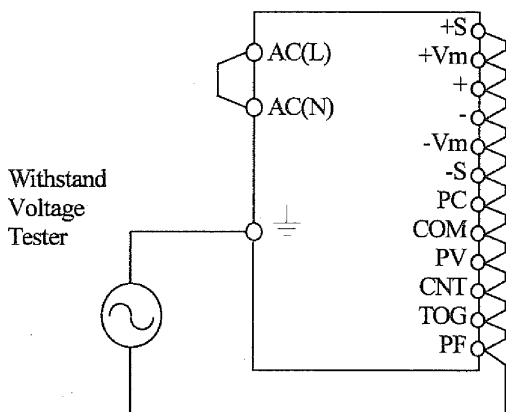 AC(L)
AC(N)
Withstand
Voltage
Tester
+S
+Vm
+
-
-Vm
-S
PC
COM
PV
CNT
TOG
PF